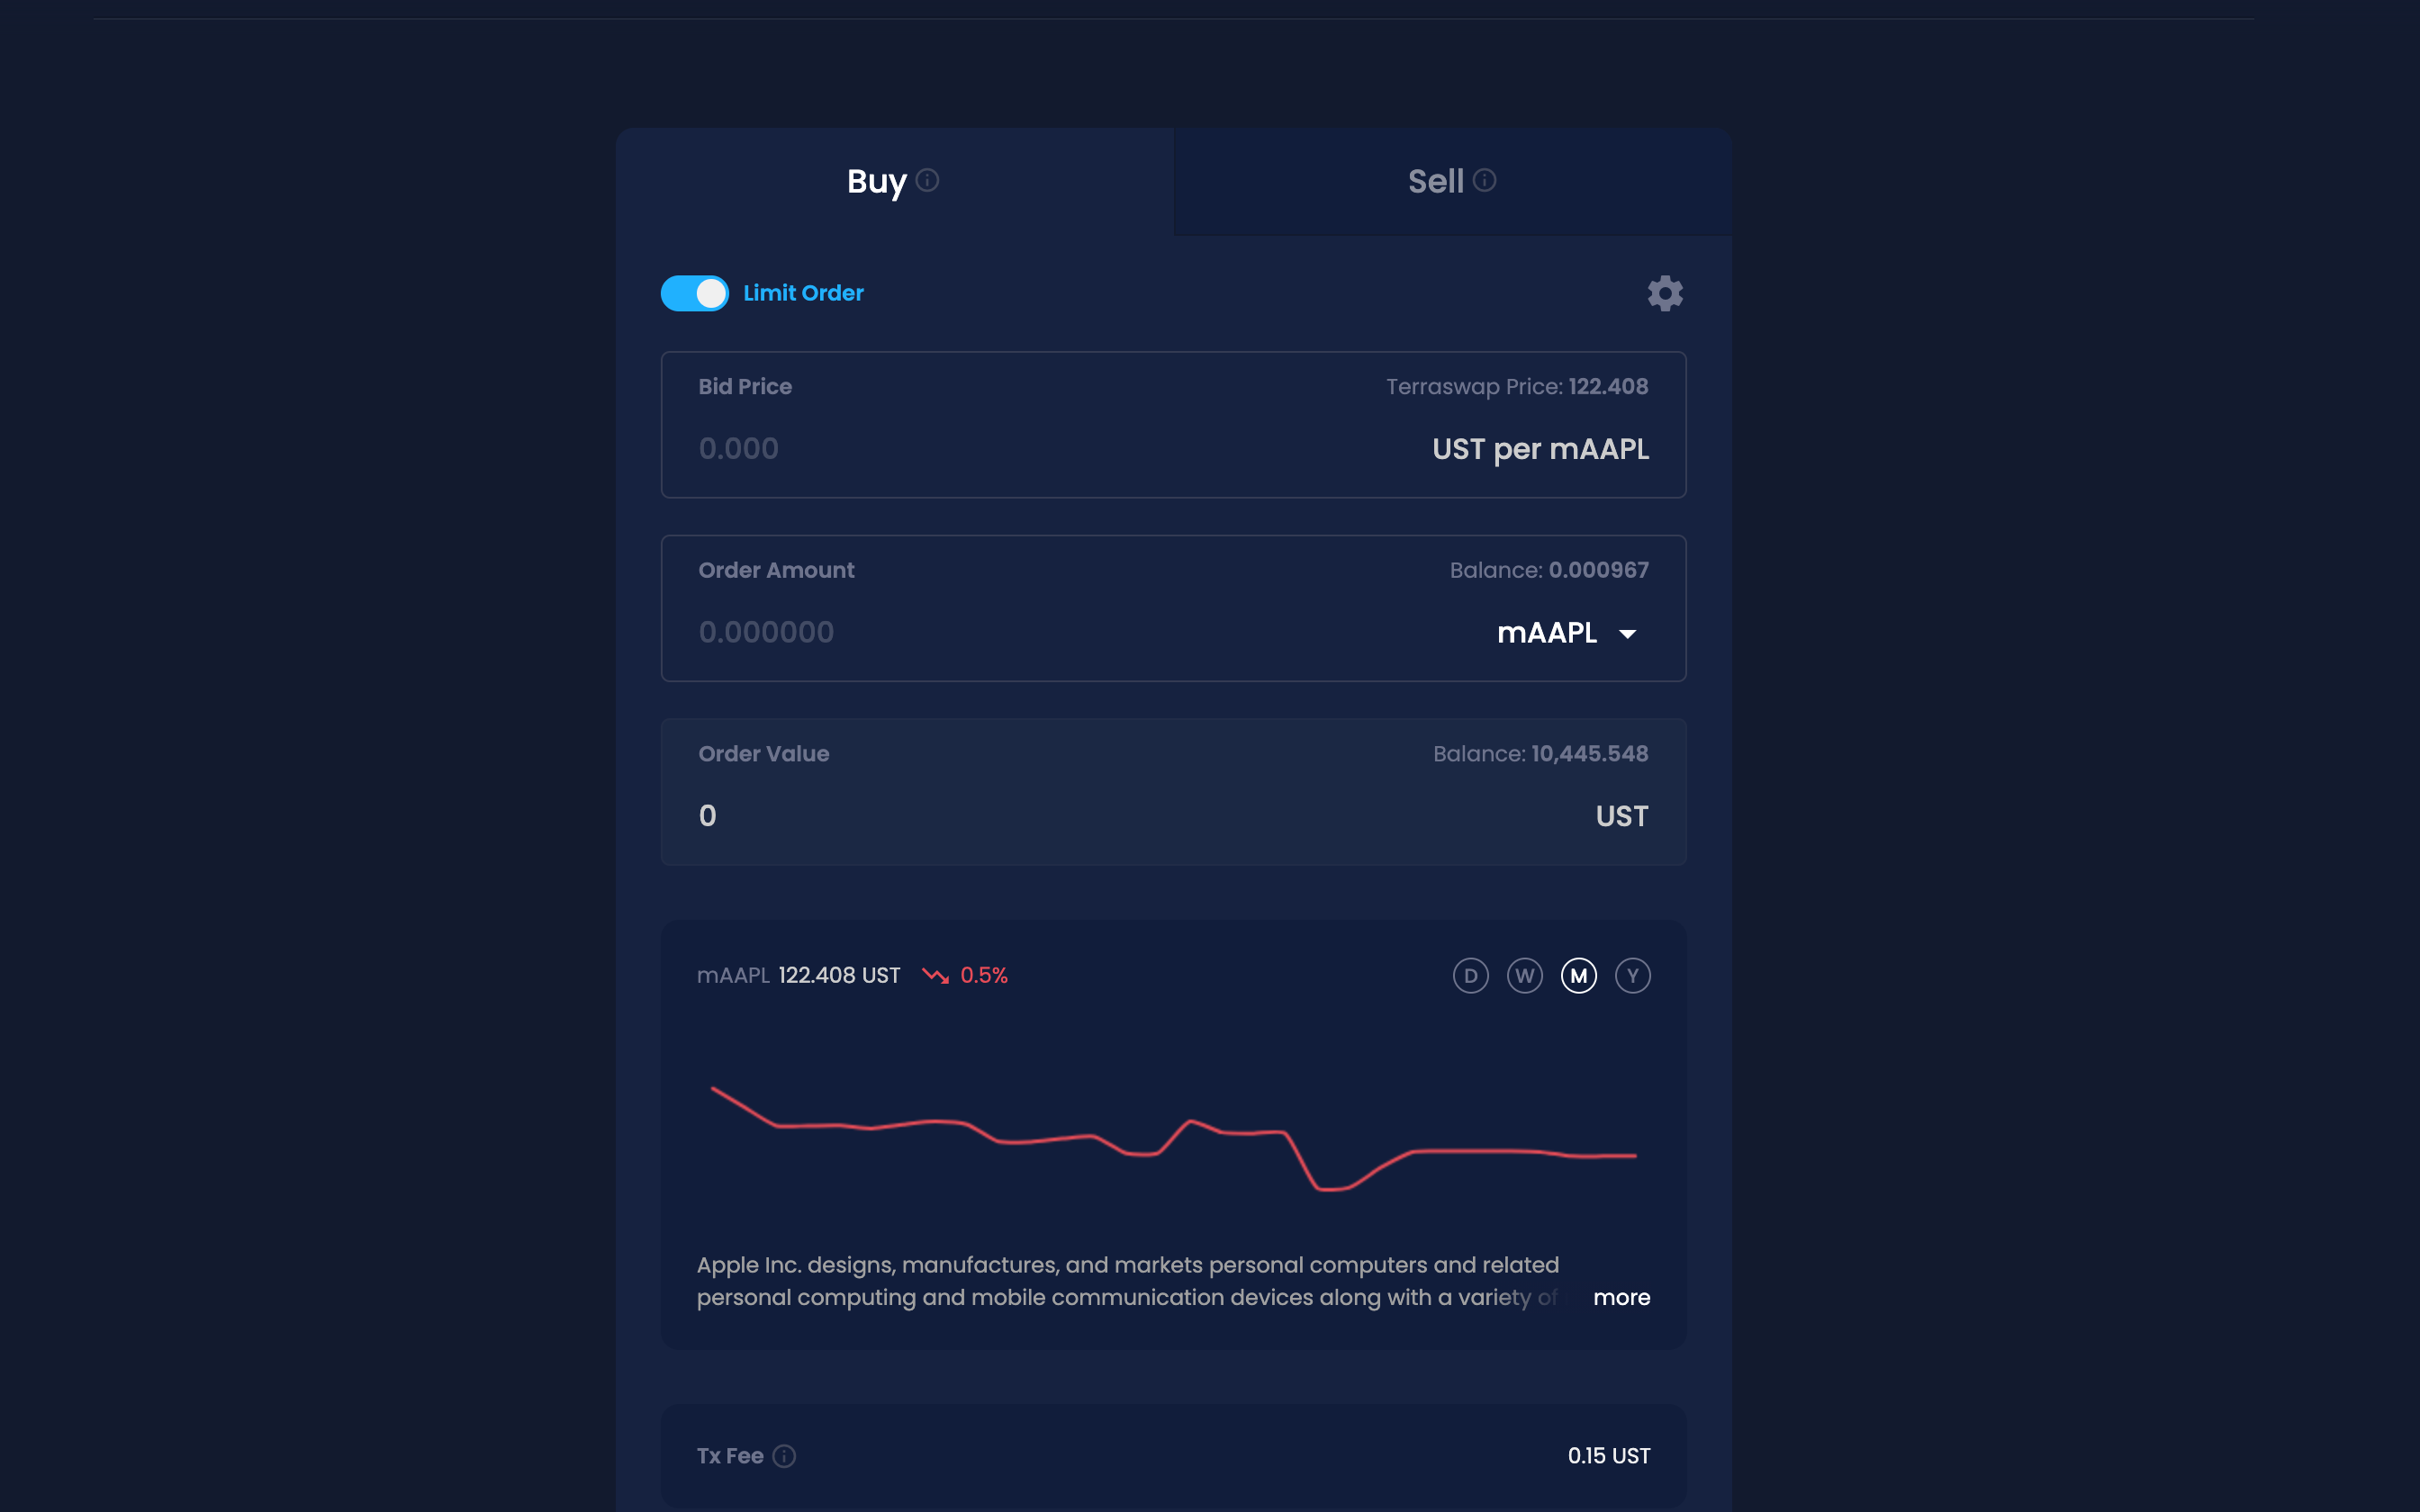 Buy
Sell
Limit Order
Bid Price
Terraswap Price: 122.408
0.000
UST per mAAPL
Order Amount
Balance: 0.000967
0.000000
mAAPL
Order Value
Balance: 10,445.548
0
UST
mAAPL 122.408 UST 0.5%
D W M Y
Apple Inc. designs, manufactures, and markets personal computers and related
personal computing and mobile communication devices along with a variety of more
Tx Fee
0.15 UST